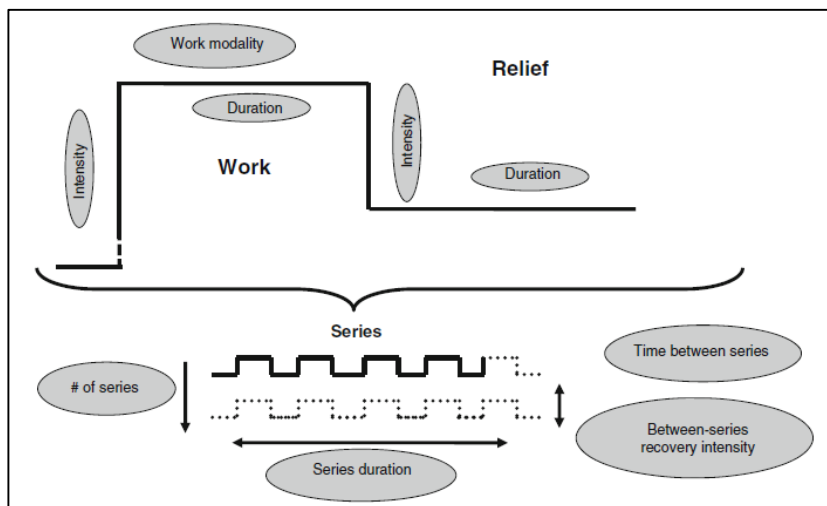 Work modality
Relief
Duration
Intensity
Intensity
Work
Duration
Series
Time between series
# of series
Between-series
recovery intensity
Series duration